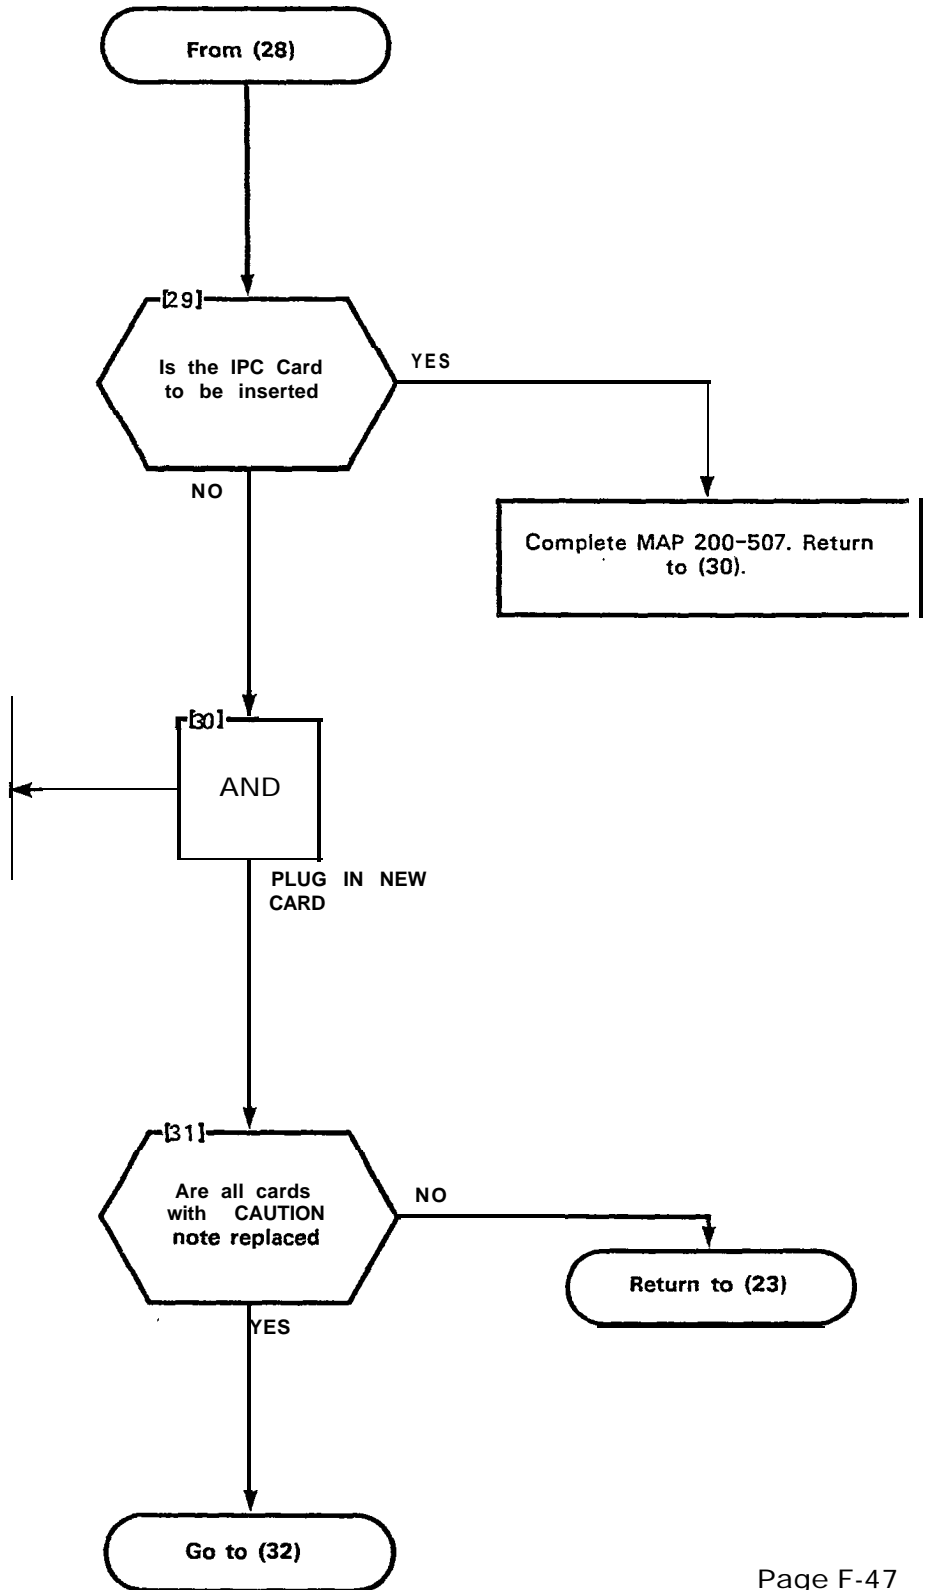 From (28)
[29]
Is the IPC Card
to be inserted
YES
NO
Complete MAP 200-507. Return
to (30).
[30]
AND
PLUG IN NEW
CARD
[31]
Are all cards
with CAUTION
note replaced
NO
Return to (23)
YES
Go to (32)
Page F-47